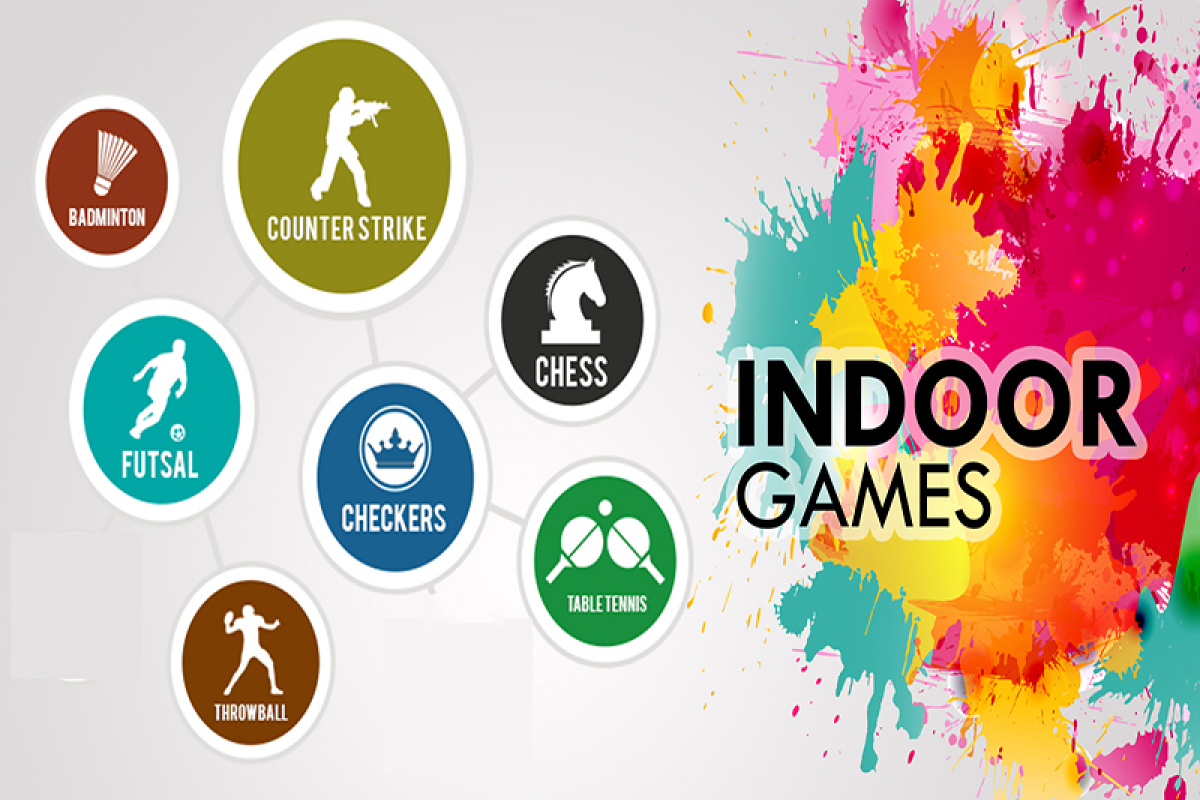 BADMINTON
COUNTER STRIKE
CHESS
FUTSAL
CHECKERS
TABLE TENNIS
THROWBALL
INDOOR
GAMES